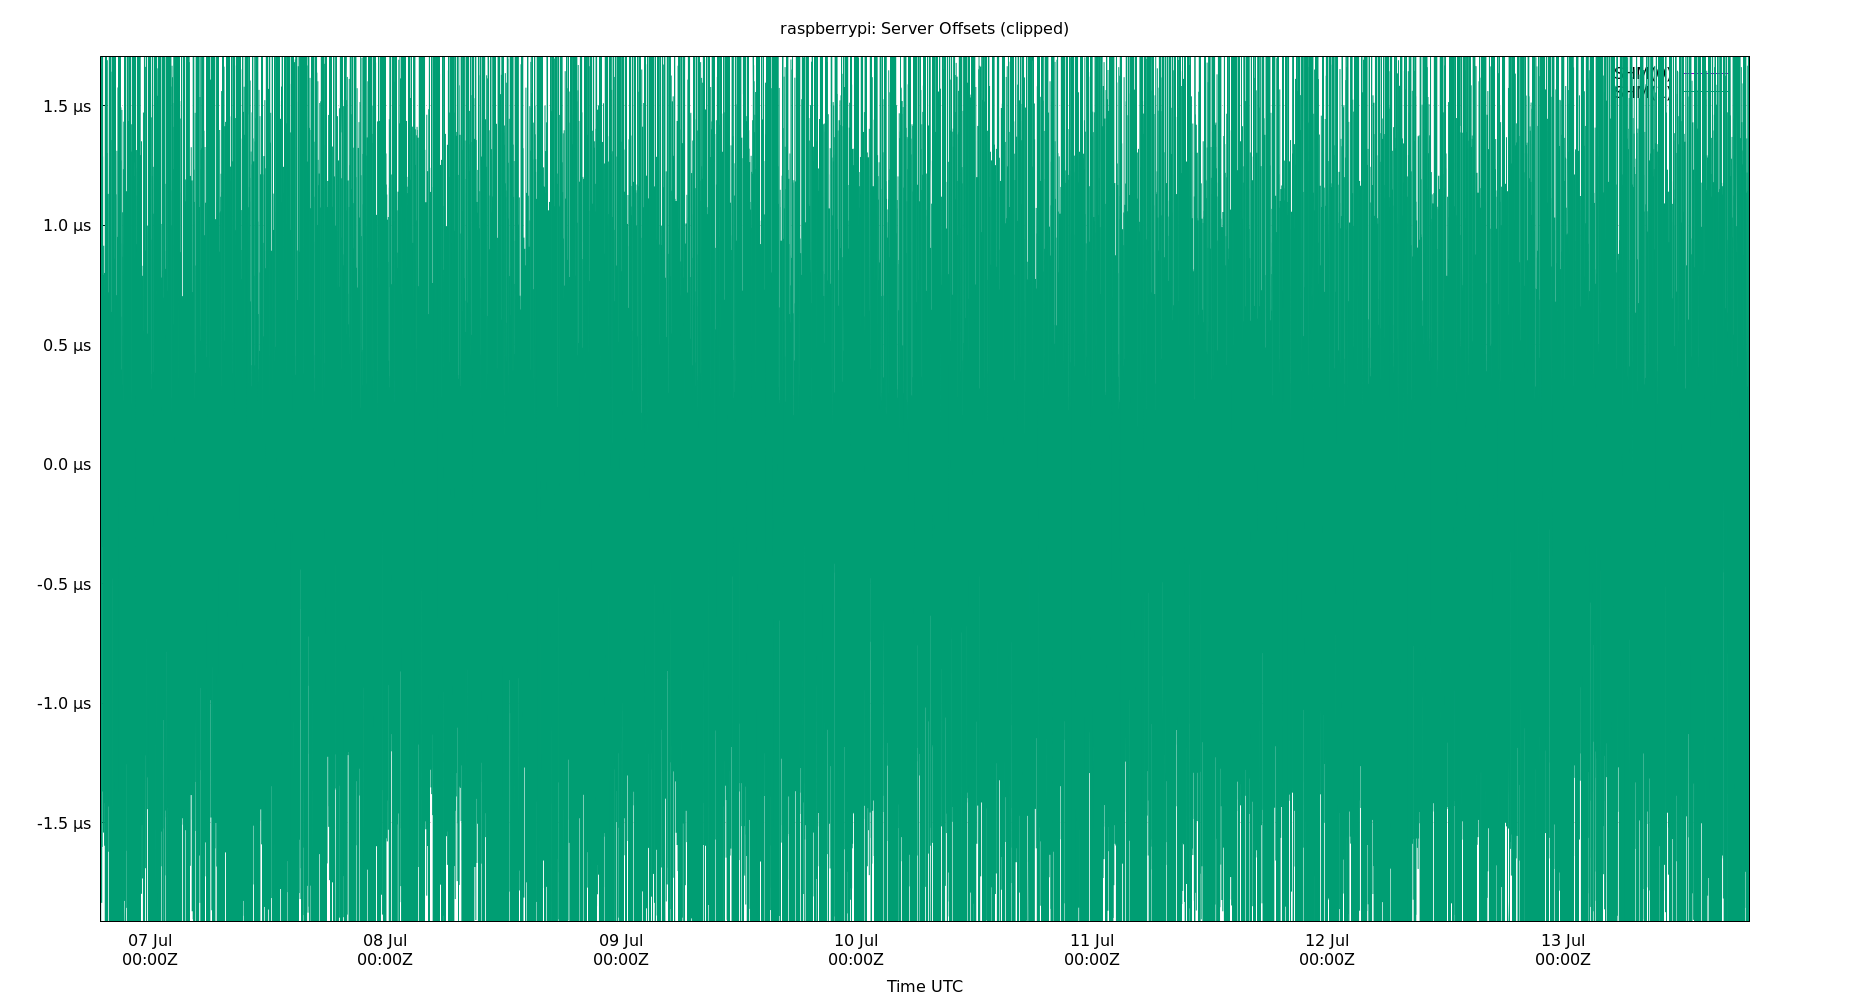 raspberrypi: Server Offsets (clipped)
1.5 µs
1.0 µs
0.5 µs
0.0 µs
-0.5 µs
-1.0 µs
-1.5 µs
07 Jul 08 Jul 09 Jul 10 Jul 11 Jul 12 Jul 13 Jul
00:00Z 00:00Z 00:00Z 00:00Z 00:00Z 00:00Z 00:00Z
Time UTC